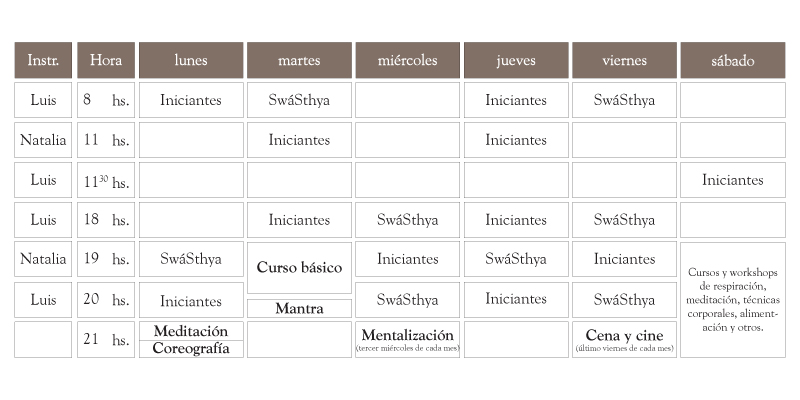 Instr. Hora lunes martes miércoles jueves viernes sábado
Luis 8 hs. Iniciantes SwáSthya Iniciantes SwáSthya
Natalia 11 hs. Iniciantes Iniciantes
Luis 11³⁰ hs. Iniciantes
Luis 18 hs. Iniciantes SwáSthya Iniciantes SwáSthya
Natalia 19 hs. SwáSthya Curso básico Iniciantes SwáSthya Iniciantes
Luis 20 hs. Iniciantes Mantra SwáSthya Iniciantes SwáSthya
21 hs. Meditación
Coreografía
Mentalización
(tercer miércoles de cada mes)
Cena y cine
(último viernes de cada mes)
Cursos y workshops
de respiración,
meditación, técnicas
corporales, aliment-
ación y otros.